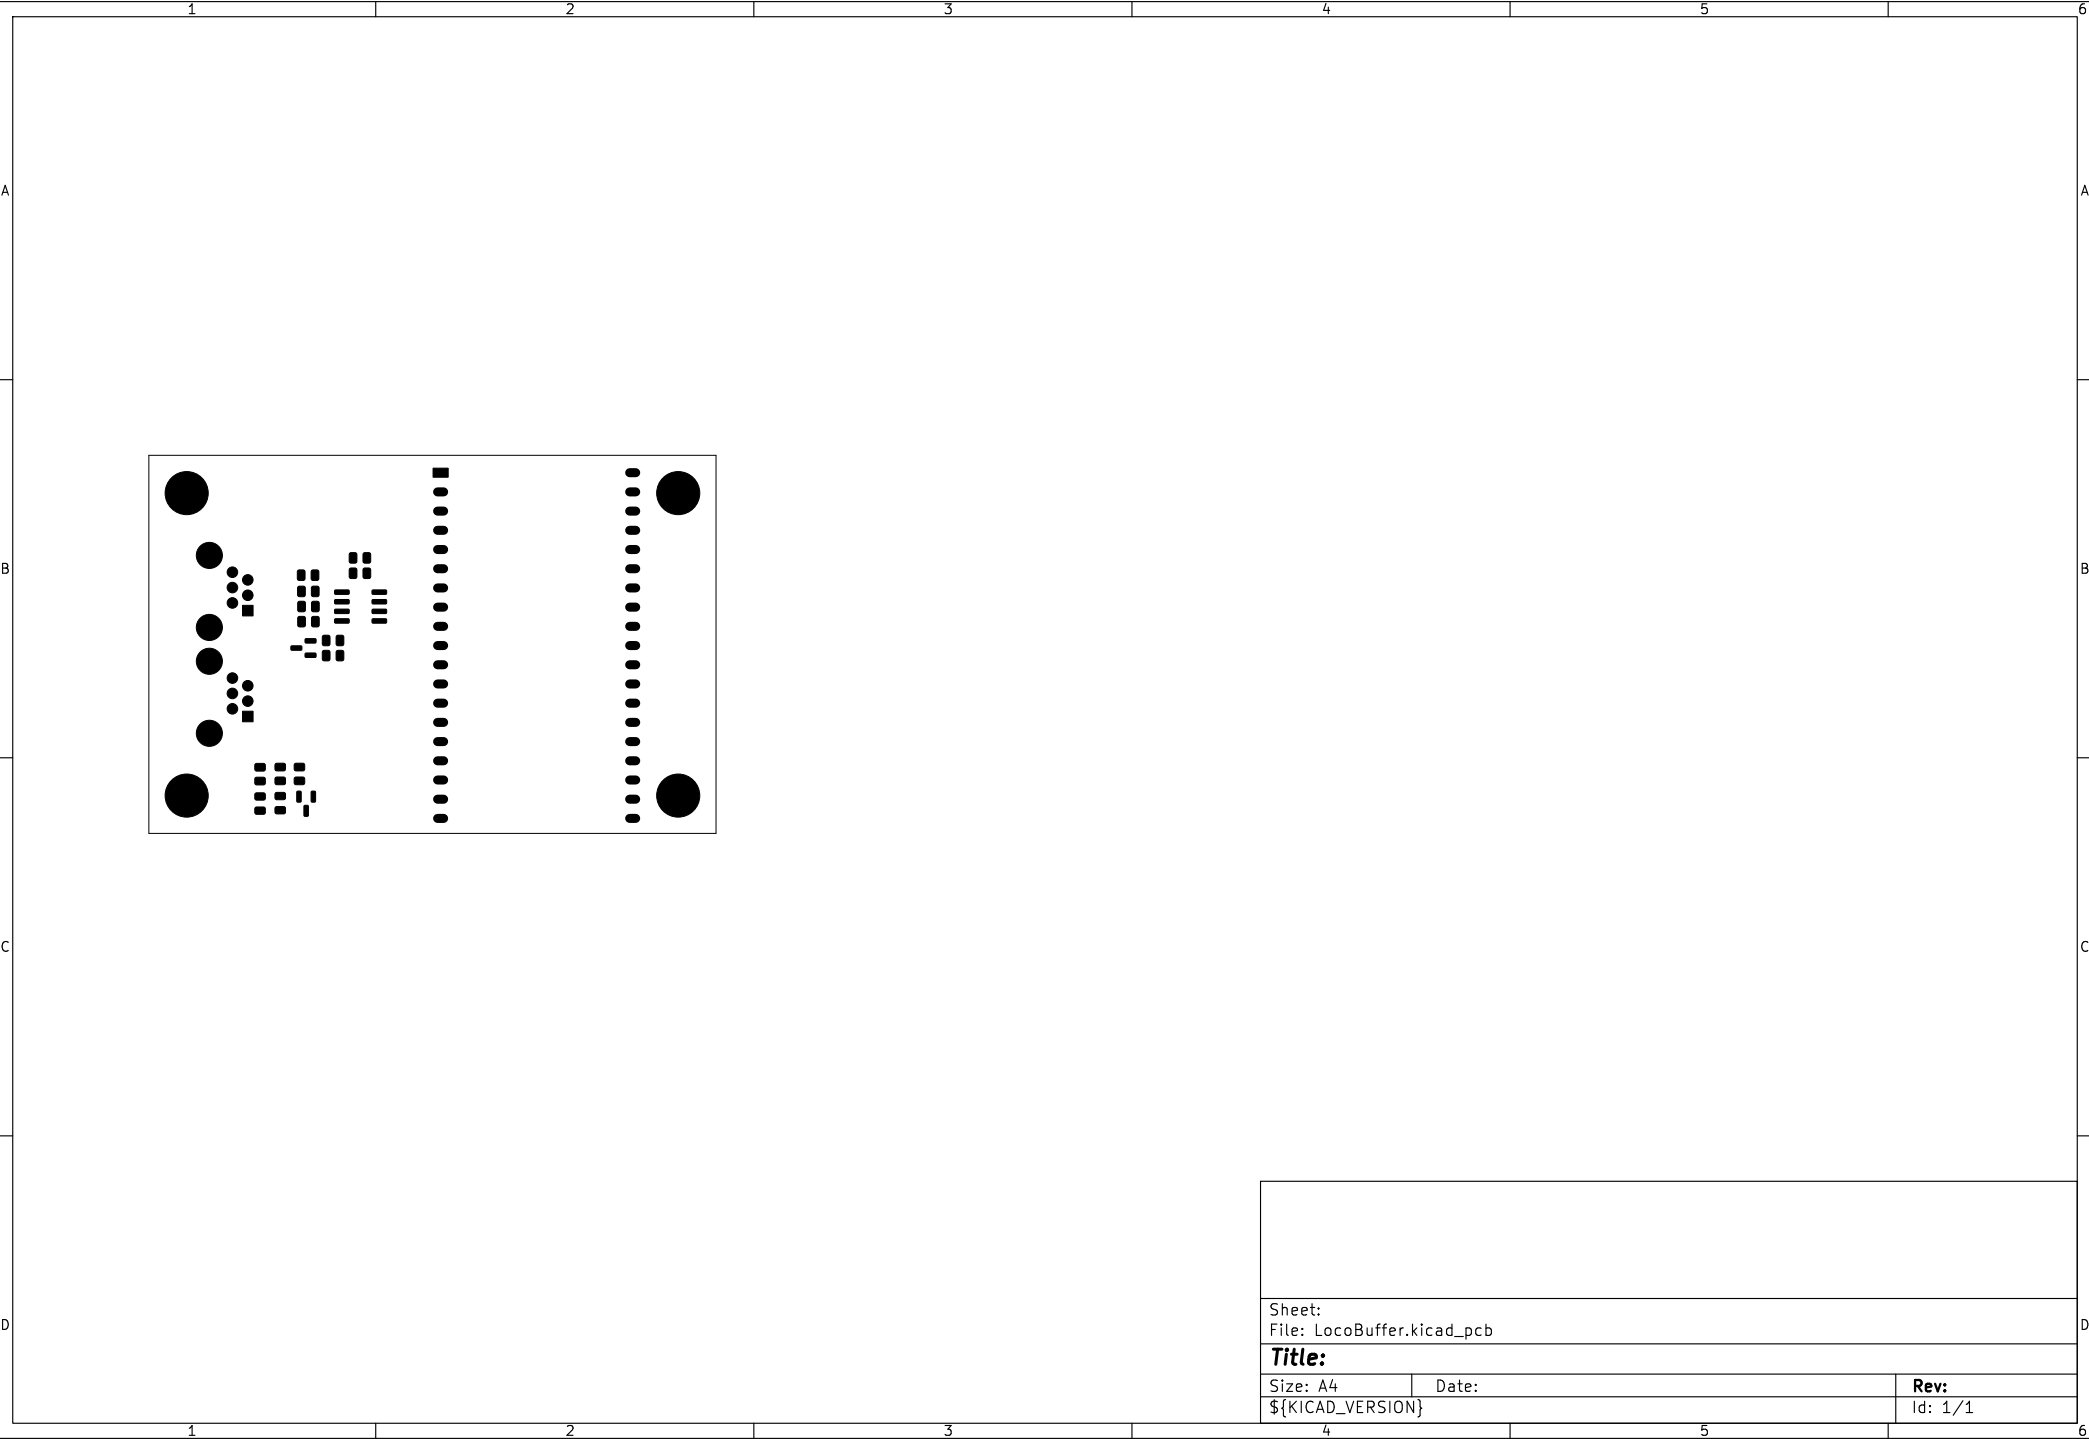 1 2 3 4 5 6
A A
B B
C C
D D
Sheet:
File: LocoBuffer.kicad_pcb
Title:
Size: A4 Date: Rev:
${KICAD_VERSION} Id: 1/1
1 2 3 4 5 6